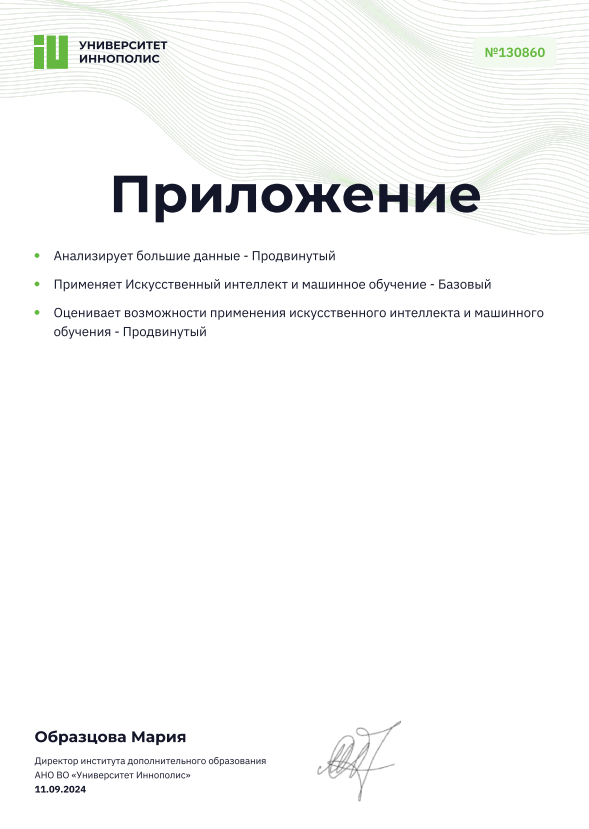 УНИВЕРСИТЕТ
ИННОПОЛИС
№130860
Приложение
Анализирует большие данные - Продвинутый
Применяет Искусственный интеллект и машинное обучение - Базовый
Оценивает возможности применения искусственного интеллекта и машинного
обучения - Продвинутый
Образцова Мария
Директор института дополнительного образования
АНО ВО «Университет Иннополис»
11.09.2024